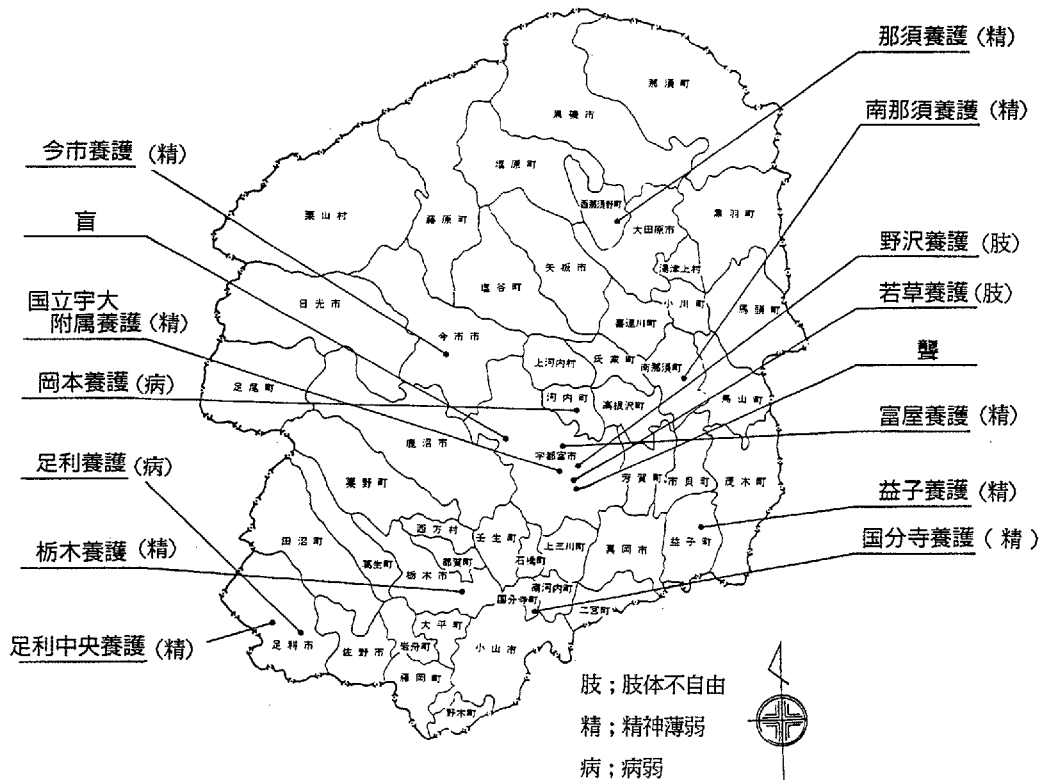 那須養護(精)
南那須養護(精)
今市養護(精)
盲
野沢養護(肢)
国立宇大
附属養護(精)
若草養護(肢)
聾
岡本養護(病)
富屋養護(精)
足利養護(病)
益子養護(精)
栃木養護(精)
国分寺養護(精)
足利中央養護(精)
那須町
黒磯市
塩原町
西那須野町
黒羽町
栗山村
藤原町
大田原市
湯津上村
矢板市
塩谷町
小川町
馬頭町
日光市
喜連川町
今市市
上河内村
氏家町
南那須町
足尾町
河内町
高根沢町
烏山町
鹿沼市
宇都宮市
粟野町
芳賀町
市貝町
茂木町
西方村
壬生町
上三川町
真岡市
益子町
田沼町
葛生町
都賀町
石橋町
栃木市
南河内町
国分寺町
二宮町
大平町
足利市
佐野市
岩舟町
小山市
藤岡町
野木町
肢;肢体不自由
精;精神薄弱
病;病弱